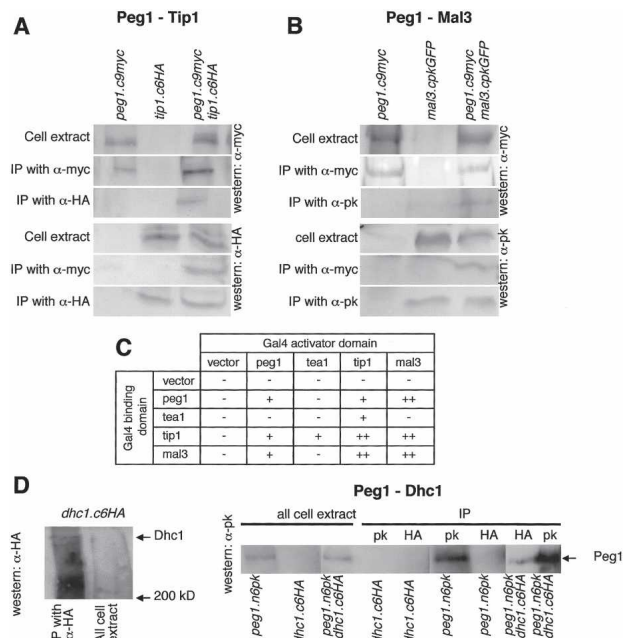 A
Peg1 - Tip1
peg1.c9myc
tip1.c6HA
peg1.c9myc
tip1.c6HA
Cell extract
IP with α-myc
IP with α-HA
western: α-myc
Cell extract
IP with α-myc
IP with α-HA
western: α-HA
B
Peg1 - Mal3
peg1.c9myc
mal3.cpkGFP
peg1.c9myc
mal3.cpkGFP
Cell extract
IP with α-myc
IP with α-pk
western: α-myc
cell extract
IP with α-myc
IP with α-pk
western: α-pk
C
Gal4 activator domain
vector peg1 tea1 tip1 mal3
Gal4 binding
domain
vector - - - - -
peg1 - + - + ++
tea1 - - - + -
tip1 - + + ++ ++
mal3 - + - ++ ++
D
dhc1.c6HA
western: α-HA
Dhc1
200 kD
IP with
α-HA
All cell
extract
Peg1 - Dhc1
all cell extract IP
pk HA pk HA HA pk
western: α-pk
Peg1
peg1.n6pk
dhc1.c6HA
peg1.n6pk
dhc1.c6HA
dhc1.c6HA
dhc1.c6HA
peg1.n6pk
peg1.n6pk
peg1.n6pk
dhc1.c6HA
peg1.n6pk
dhc1.c6HA